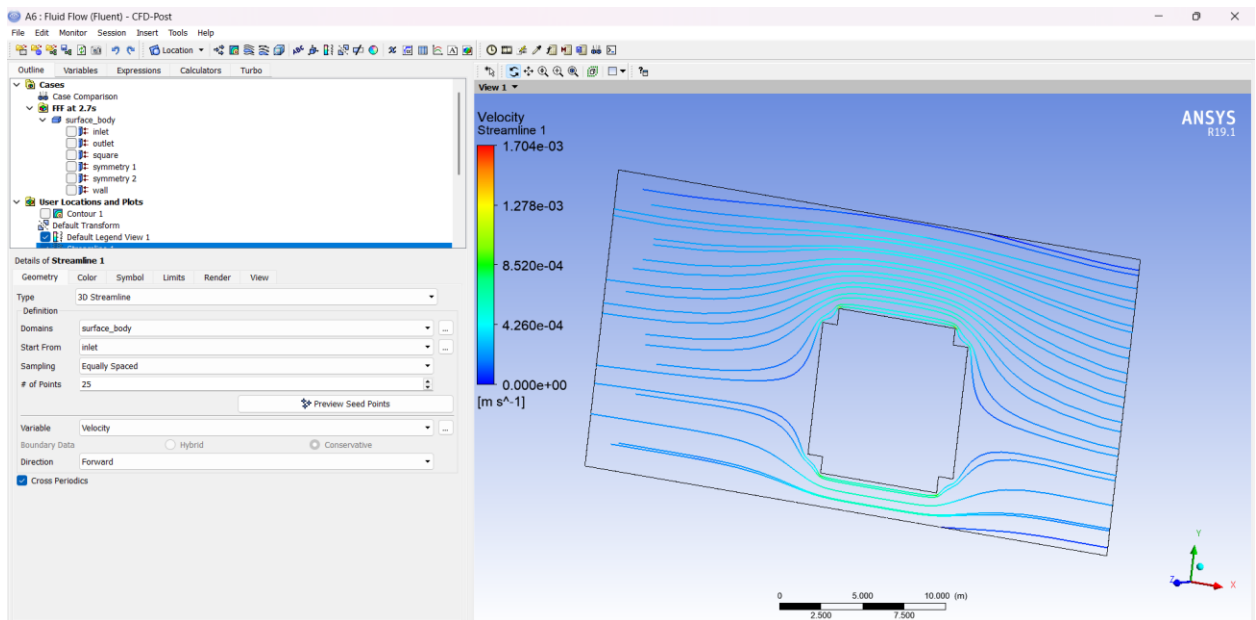 A6 : Fluid Flow (Fluent) - CFD-Post
File Edit Monitor Session Insert Tools Help
Location
Outline Variables Expressions Calculators Turbo
Cases
Case Comparison
FFF at 2.7s
surface_body
inlet
outlet
square
symmetry 1
symmetry 2
wall
User Locations and Plots
Contour 1
Default Transform
Default Legend View 1
Streamline 1
Details of Streamline 1
Geometry Color Symbol Limits Render View
Type 3D Streamline
Definition
Domains surface_body ...
Start From inlet ...
Sampling Equally Spaced
# of Points 25
Preview Seed Points
Variable Velocity ...
Boundary Data Hybrid Conservative
Direction Forward
Cross Periodics
View 1
Velocity
Streamline 1
1.704e-03
1.278e-03
8.520e-04
4.260e-04
0.000e+00
[m s^-1]
ANSYS
R19.1
Y
Z X
0 5.000 10.000 (m)
2.500 7.500